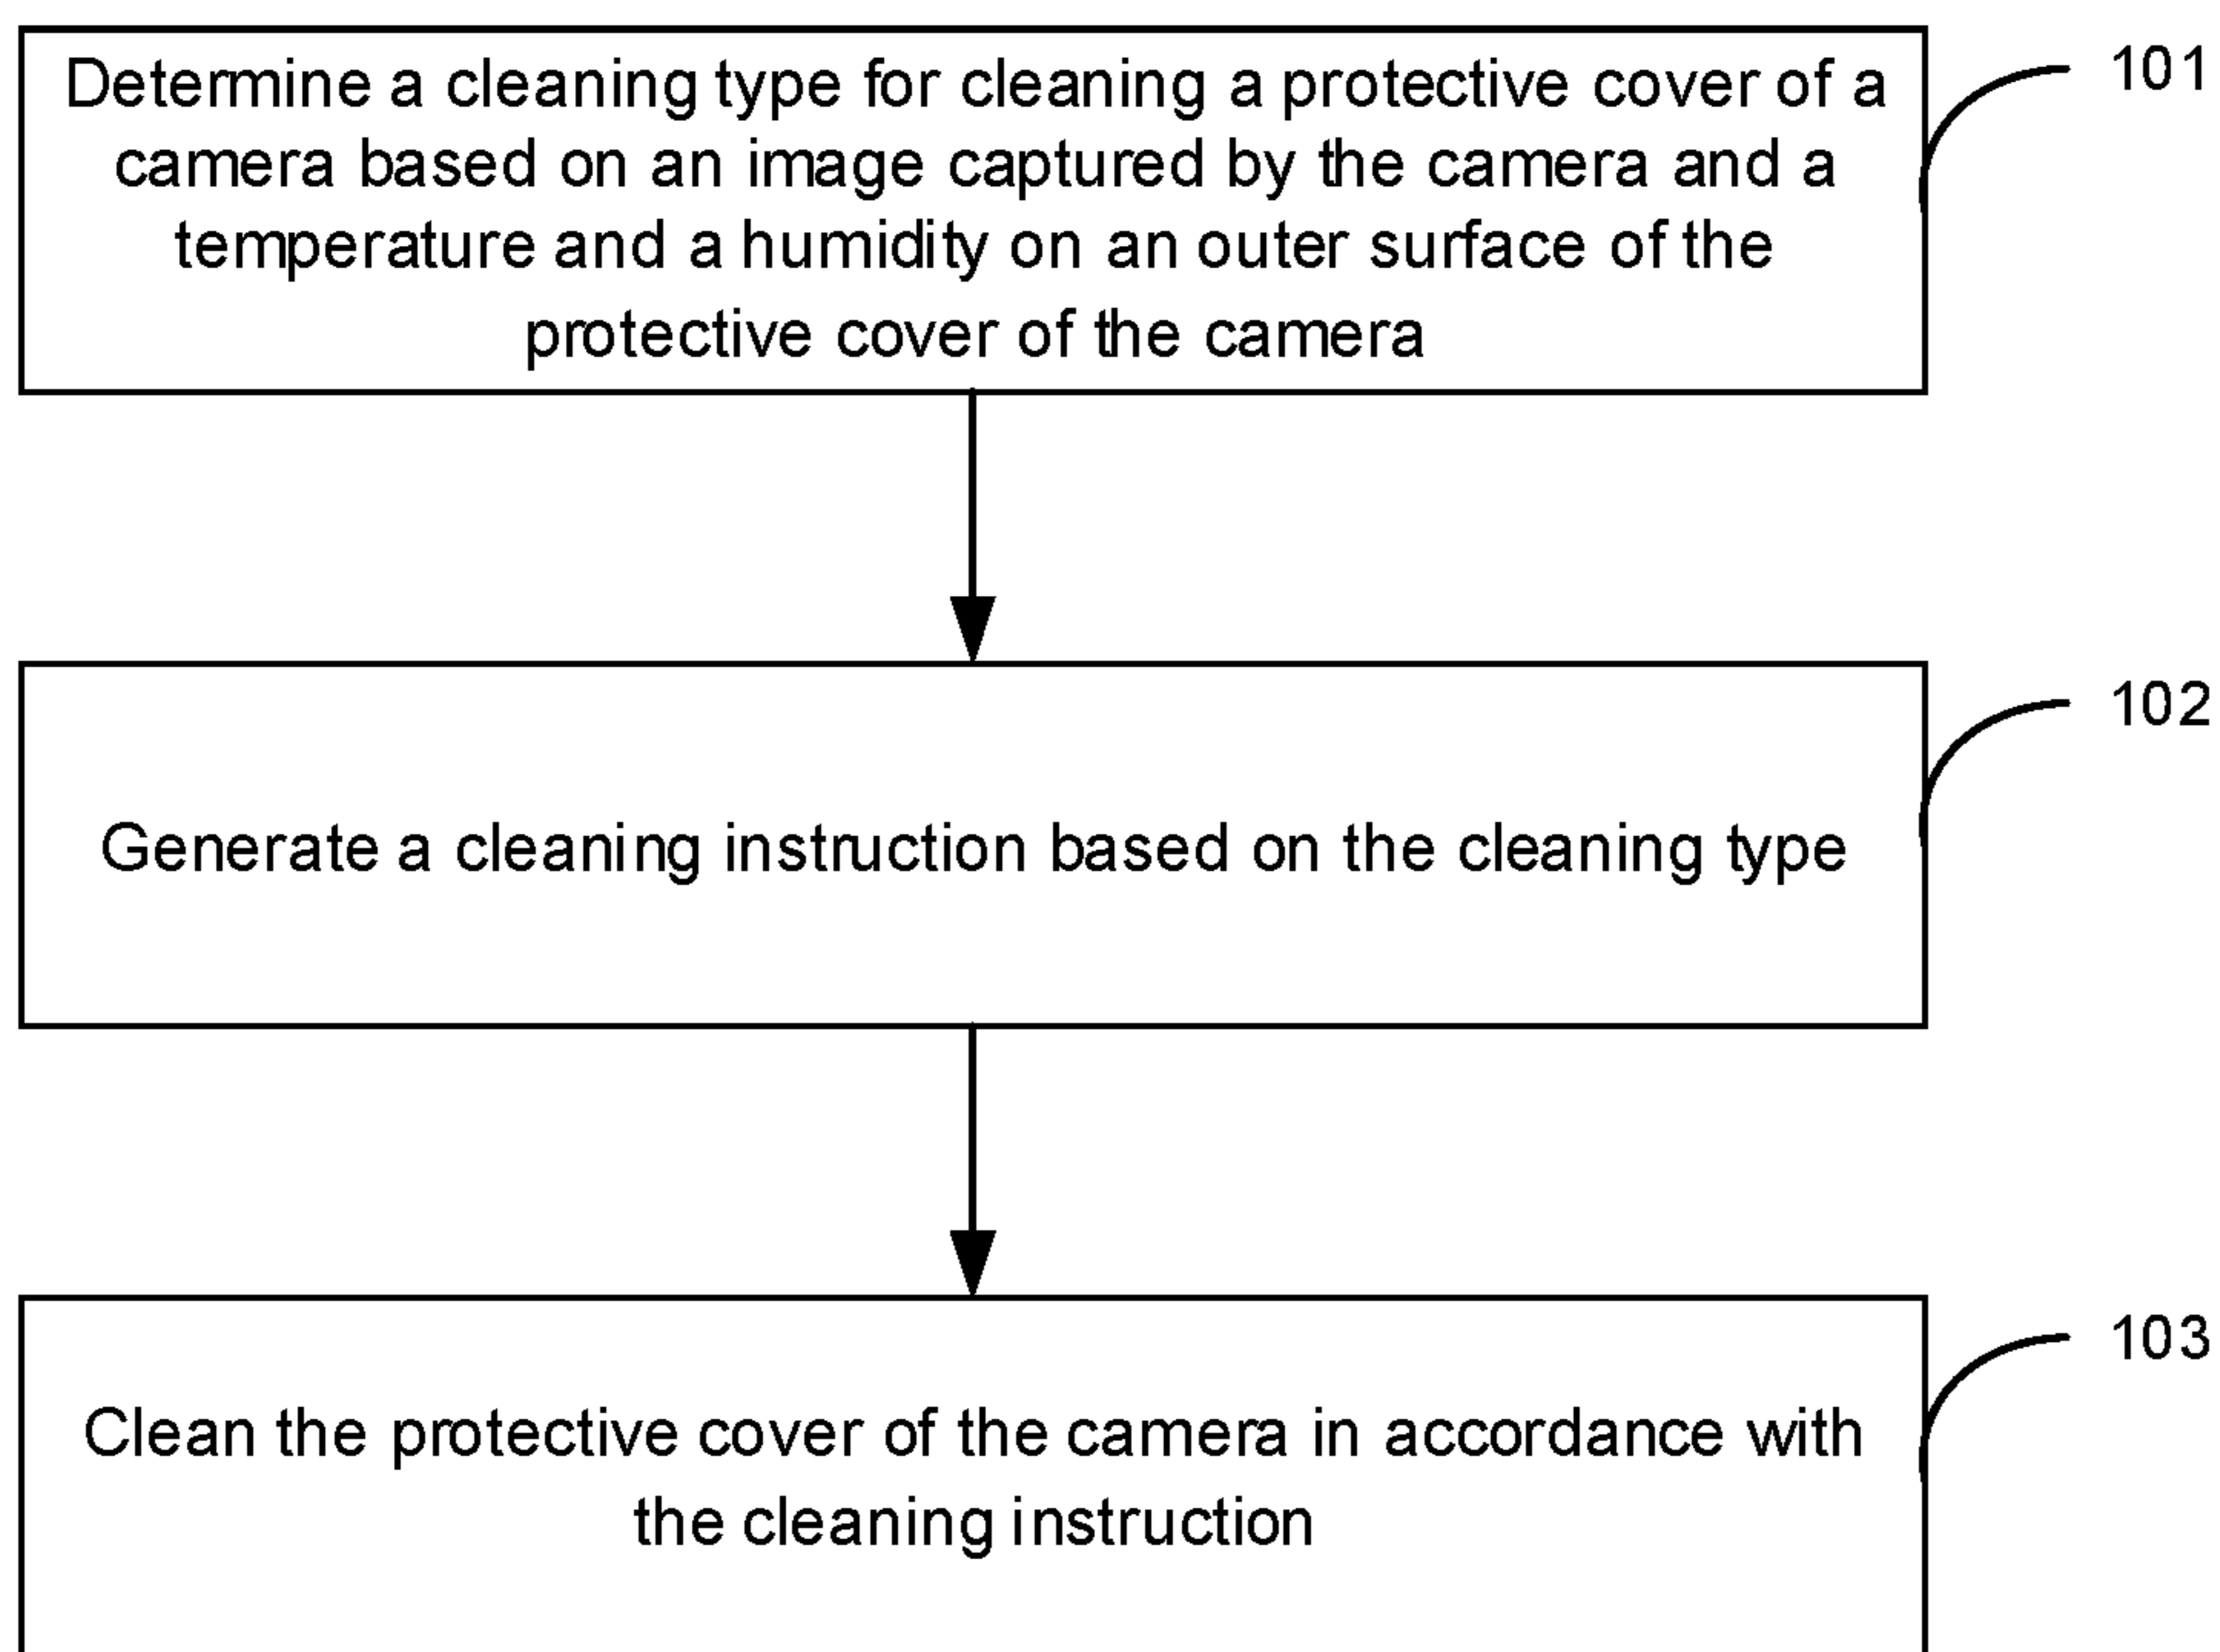 Determine a cleaning type for cleaning a protective cover of a
camera based on an image captured by the camera and a
temperature and a humidity on an outer surface of the
protective cover of the camera
101
Generate a cleaning instruction based on the cleaning type
102
Clean the protective cover of the camera in accordance with
the cleaning instruction
103